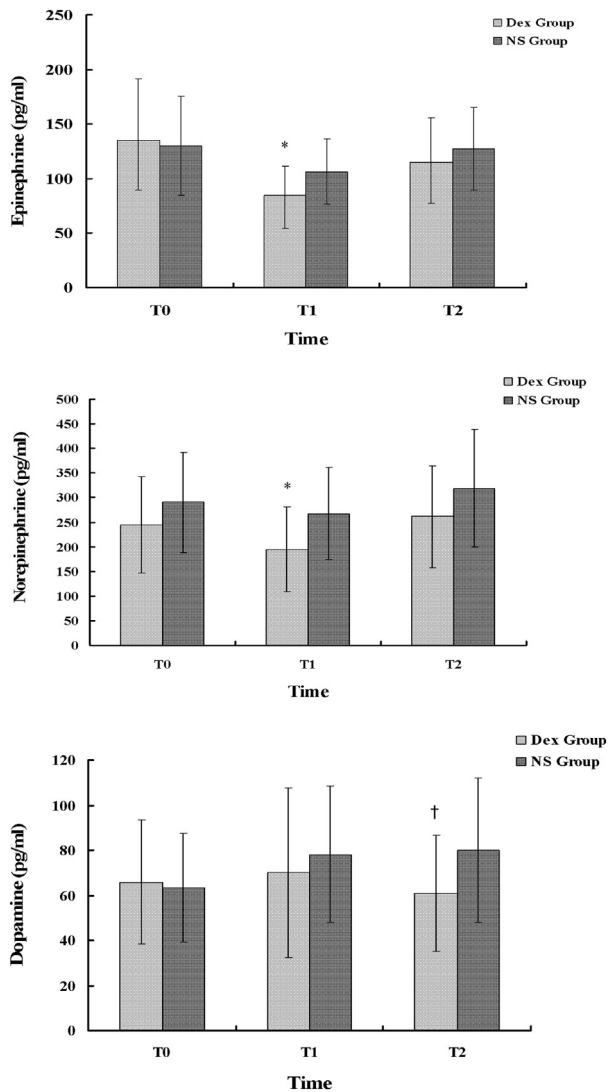 Dex Group
NS Group
Epinephrine (pg/ml)
250
200
150
100
50
0
*
T0 T1 T2
Time
Dex Group
NS Group
Norepinephrine (pg/ml)
500
450
400
350
300
250
200
150
100
50
0
*
T0 T1 T2
Time
Dex Group
NS Group
Dopamine (pg/ml)
120
100
80
60
40
20
0
†
T0 T1 T2
Time